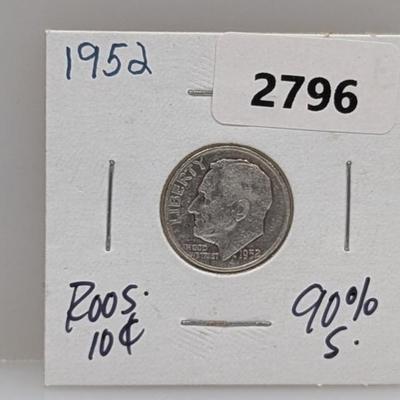 1952
2796
LIBERTY
IN GOD
WE TRUST
1952
ROOS.
10¢
90%
S.